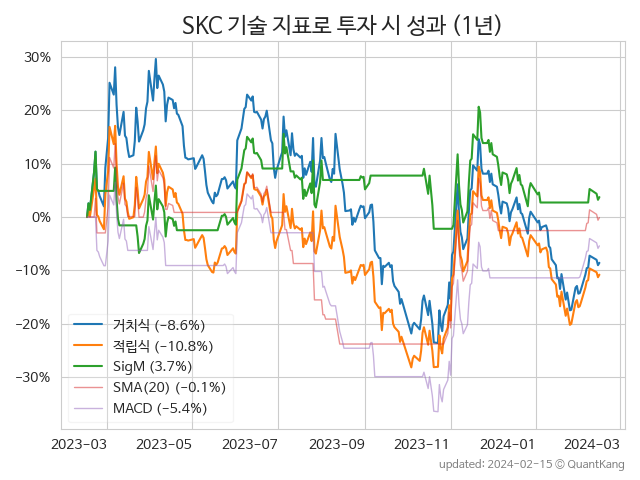 SKC 기술 지표로 투자 시 성과 (1년)
30%
20%
10%
0%
−10%
−20%
−30%
거치식 (−8.6%)
적립식 (−10.8%)
SigM (3.7%)
SMA(20) (−0.1%)
MACD (−5.4%)
2023-03 2023-05 2023-07 2023-09 2023-11 2024-01 2024-03
updated: 2024-02-15 ⓒ QuantKang